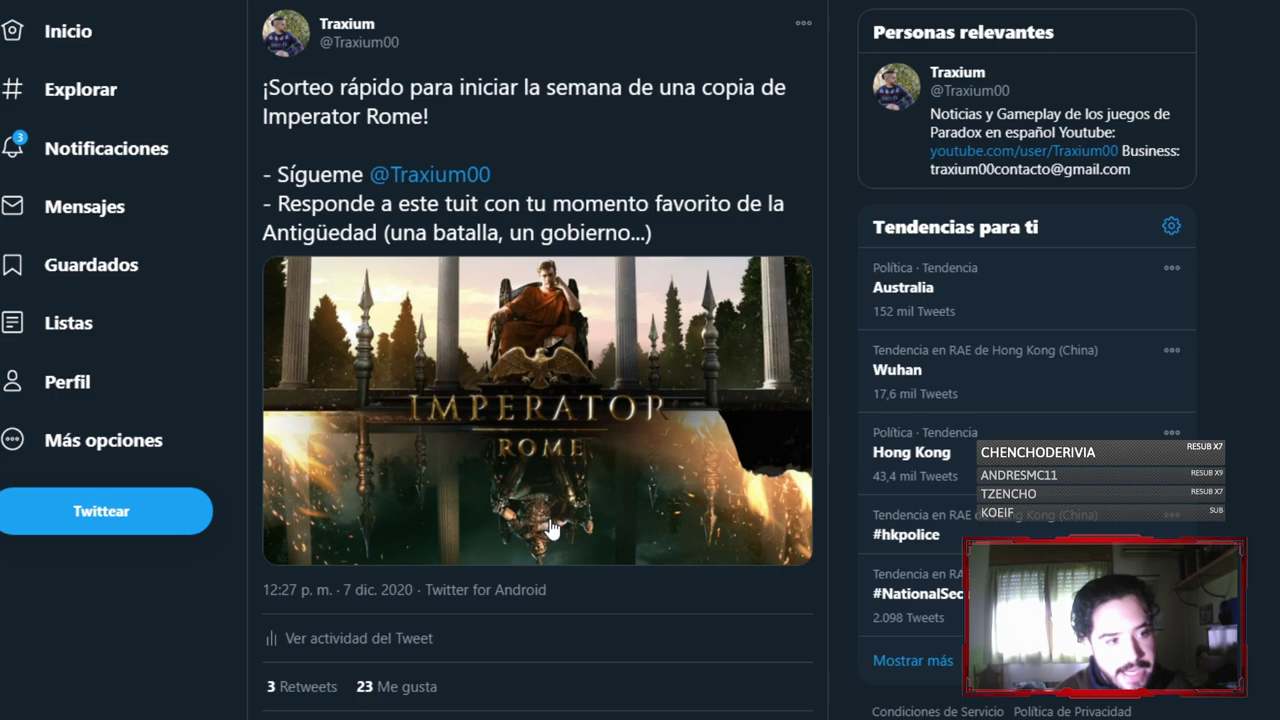 Inicio
Explorar
3
Notificaciones
Mensajes
Guardados
Listas
Perfil
Más opciones
Twittear
Traxium
@Traxium00
¡Sorteo rápido para iniciar la semana de una copia de
Imperator Rome!
- Sígueme @Traxium00
- Responde a este tuit con tu momento favorito de la
Antigüedad (una batalla, un gobierno...)
IMPERATOR
ROME
12:27 p. m. · 7 dic. 2020 · Twitter for Android
Ver actividad del Tweet
3 Retweets 23 Me gusta
Personas relevantes
Traxium
@Traxium00
Noticias y Gameplay de los juegos de
Paradox en español Youtube:
youtube.com/user/Traxium00 Business:
traxium00contacto@gmail.com
Tendencias para ti
Política · Tendencia
Australia
152 mil Tweets
Tendencia en RAE de Hong Kong (China)
Wuhan
17,6 mil Tweets
Política · Tendencia
Hong Kong
43,4 mil Tweets
CHENCHODERIVIA RESUB X7
ANDRESMC11 RESUB X9
TZENCHO RESUB X7
KOEIF SUB
Tendencia en RAE de Hong Kong (China)
#hkpolice
Tendencia en RA
#NationalSec
2.098 Tweets
Mostrar más
Condiciones de Servicio Política de Privacidad